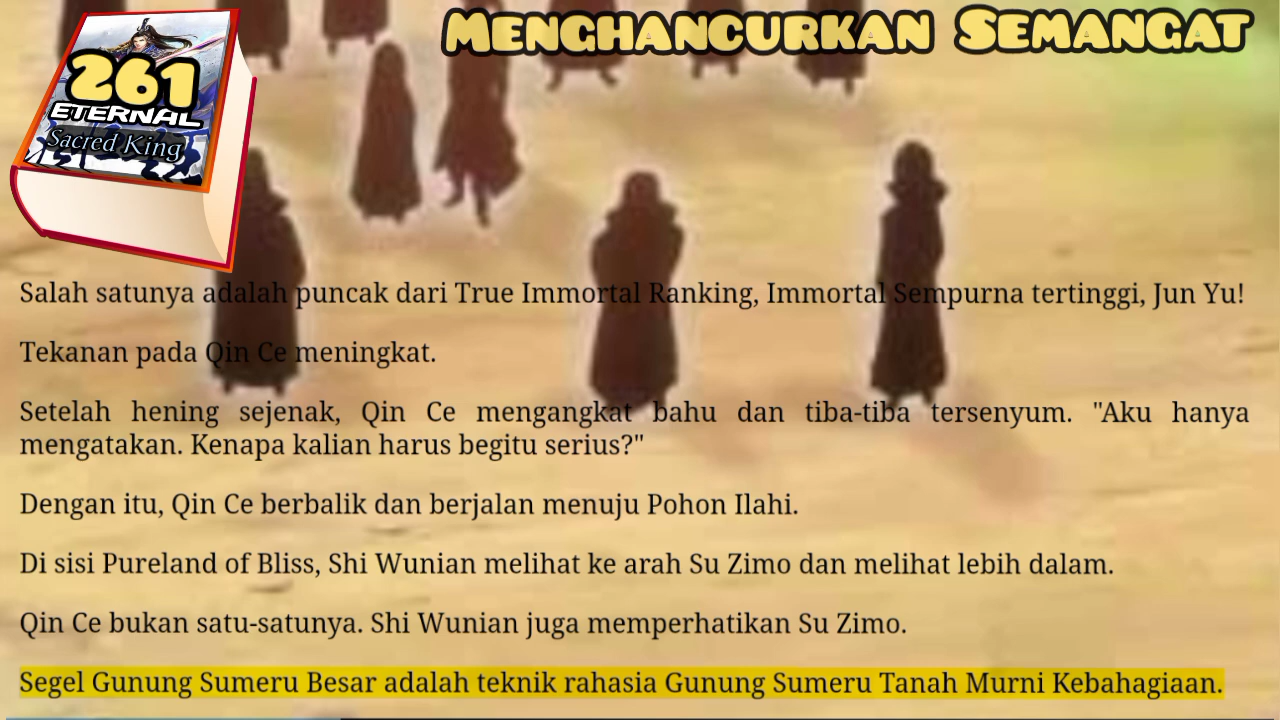 Menghancurkan Semangat
261
ETERNAL
Sacred King
Salah satunya adalah puncak dari True Immortal Ranking, Immortal Sempurna tertinggi, Jun Yu!
Tekanan pada Qin Ce meningkat.
Setelah hening sejenak, Qin Ce mengangkat bahu dan tiba-tiba tersenyum. "Aku hanya
mengatakan. Kenapa kalian harus begitu serius?"
Dengan itu, Qin Ce berbalik dan berjalan menuju Pohon Ilahi.
Di sisi Pureland of Bliss, Shi Wunian melihat ke arah Su Zimo dan melihat lebih dalam.
Qin Ce bukan satu-satunya. Shi Wunian juga memperhatikan Su Zimo.
Segel Gunung Sumeru Besar adalah teknik rahasia Gunung Sumeru Tanah Murni Kebahagiaan.